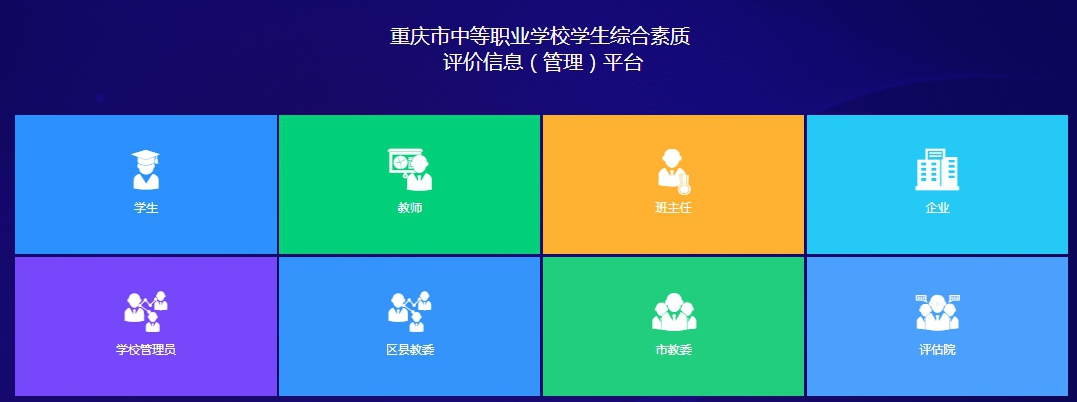 重庆市中等职业学校学生综合素质
评价信息（管理）平台
学生
教师
班主任
企业
学校管理员
区县教委
市教委
评估院